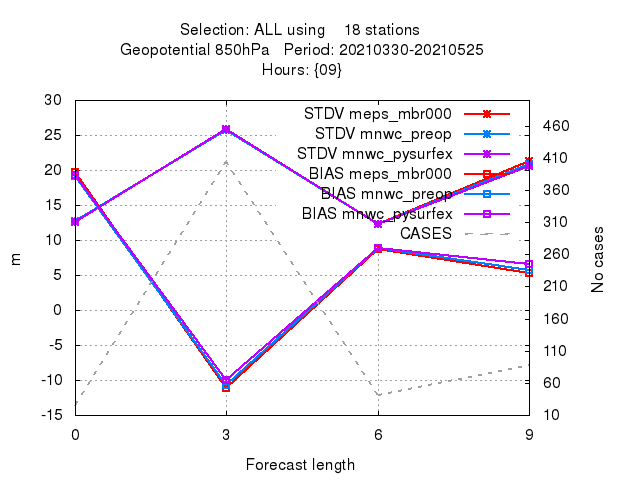 Selection: ALL using 18 stations
Geopotential 850hPa Period: 20210330-20210525
Hours: {09}
STDV meps_mbr000
STDV mnwc_preop
STDV mnwc_pysurfex
BIAS meps_mbr000
BIAS mnwc_preop
BIAS mnwc_pysurfex
CASES
30
25
20
15
10
5
0
-5
-10
-15
m
460
410
360
310
260
210
160
110
60
10
No cases
0 3 6 9
Forecast length